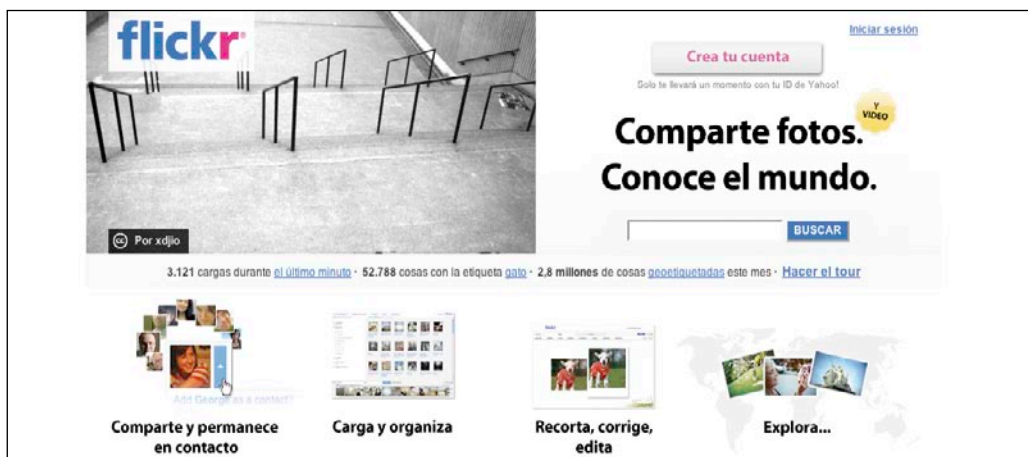 flickr
Iniciar sesión
Crea tu cuenta
Solo te llevará un momento con tu ID de Yahoo!
Y
VIDEO
Comparte fotos.
Conoce el mundo.
BUSCAR
cc Por xdjio
3.121 cargas durante el último minuto · 52.788 cosas con la etiqueta gato · 2,8 millones de cosas geoetiquetadas este mes · Hacer el tour
Add George as a contact?
Comparte y permanece
en contacto
Carga y organiza
Recorta, corrige,
edita
Explora...